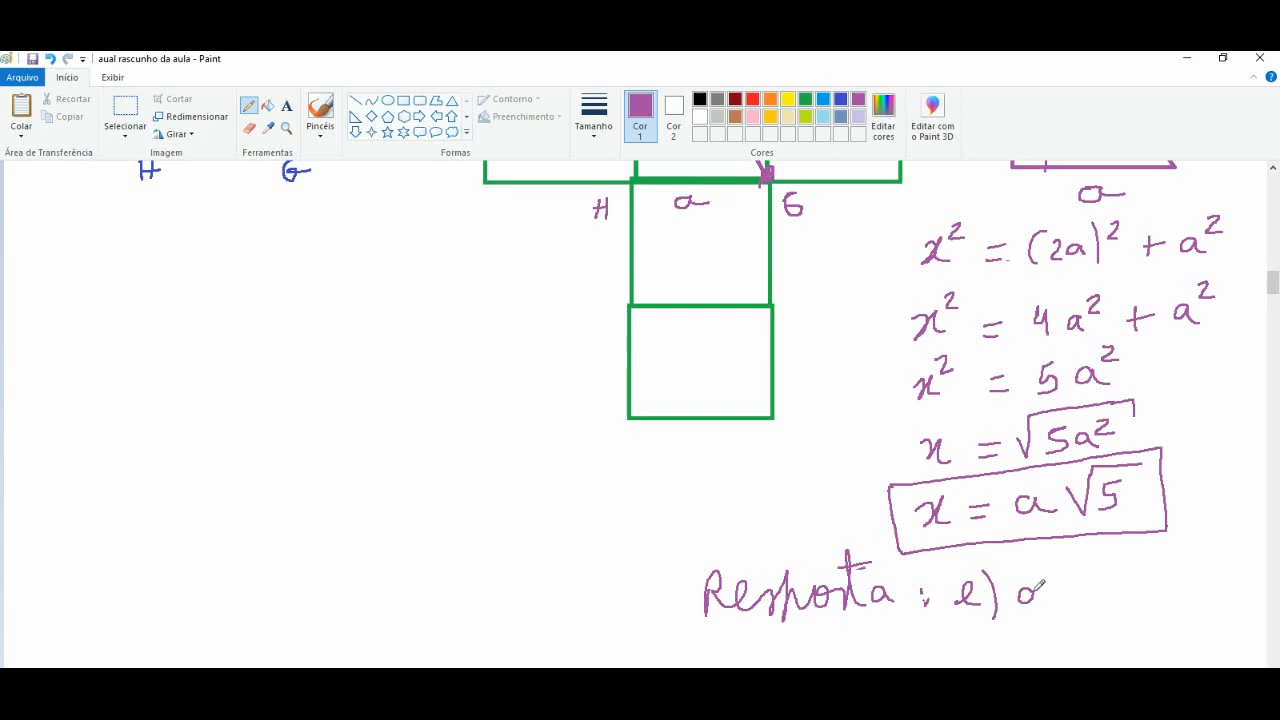 aual rascunho da aula - Paint
Arquivo Início Exibir
Colar
Recortar
Copiar
Área de Transferência
Selecionar
Cortar
Redimensionar
Girar
Imagem
A
Ferramentas
Pincéis
Contorno
Preenchimento
Formas
Tamanho
Cor 1
Cor 2
Editar cores
Cores
Editar com o Paint 3D
H G
H a G
a
x² = (2a)² + a²
x² = 4a² + a²
x² = 5a²
x = √5a²
x = a√5
Resposta : e) a